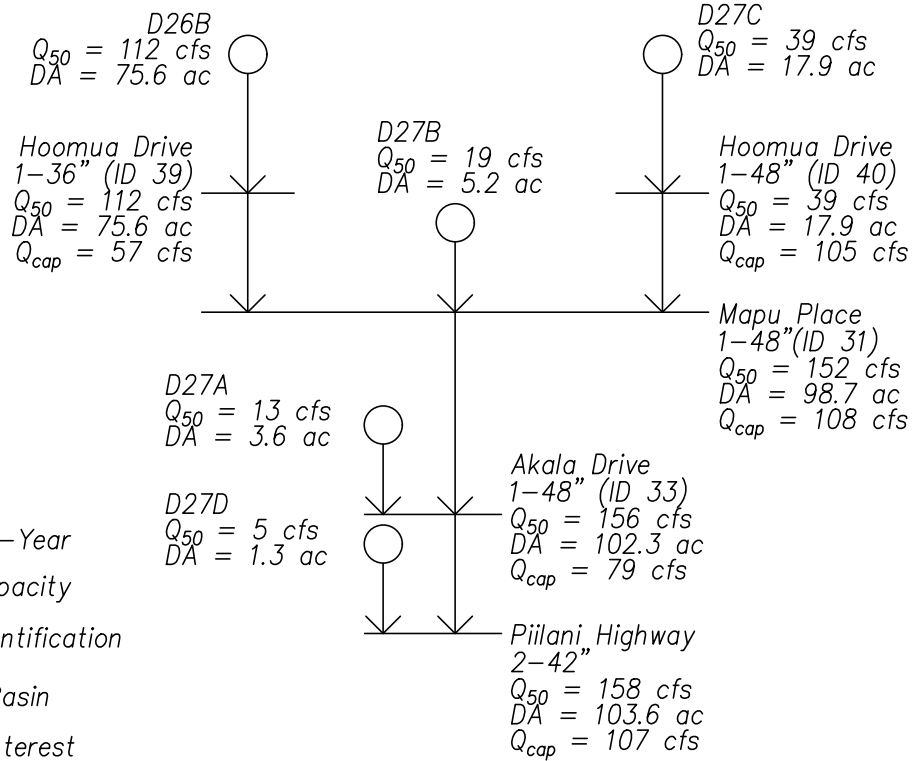 D26B
Q50 = 112 cfs
DA = 75.6 ac
D27C
Q50 = 39 cfs
DA = 17.9 ac
Hoomua Drive
1-36" (ID 39)
Q50 = 112 cfs
DA = 75.6 ac
Qcap = 57 cfs
D27B
Q50 = 19 cfs
DA = 5.2 ac
Hoomua Drive
1-48" (ID 40)
Q50 = 39 cfs
DA = 17.9 ac
Qcap = 105 cfs
Mapu Place
1-48"(ID 31)
Q50 = 152 cfs
DA = 98.7 ac
Qcap = 108 cfs
D27A
Q50 = 13 cfs
DA = 3.6 ac
Akala Drive
1-48" (ID 33)
Q50 = 156 cfs
DA = 102.3 ac
Qcap = 79 cfs
D27D
Q50 = 5 cfs
DA = 1.3 ac
Piilani Highway
2-42"
Q50 = 158 cfs
DA = 103.6 ac
Qcap = 107 cfs
-Year
pacity
ntification
Basin
terest